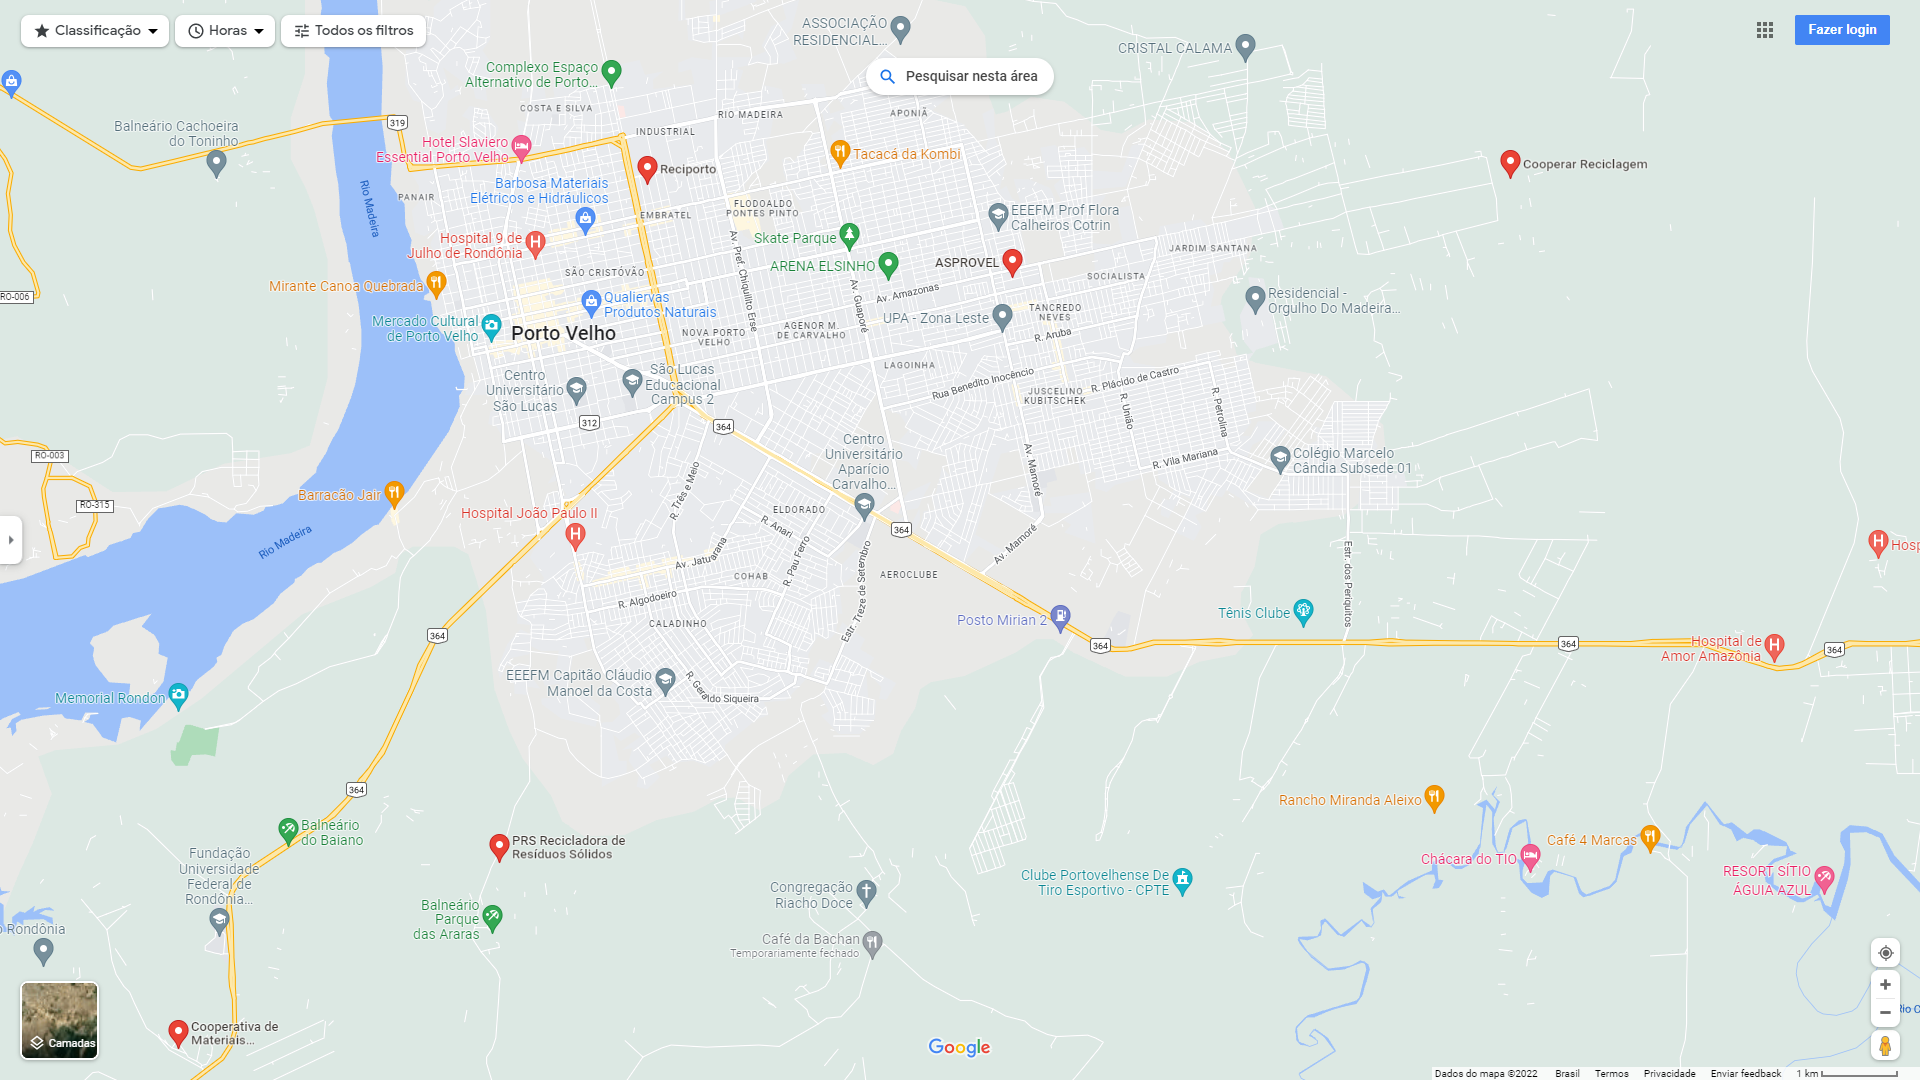 Classificação
Horas
Todos os filtros
Fazer login
Pesquisar nesta área
ASSOCIAÇÃO
RESIDENCIAL...
CRISTAL CALAMA
Complexo Espaço
Alternativo de Porto...
COSTA E SILVA
RIO MADEIRA
APONIÃ
319
INDUSTRIAL
Balneário Cachoeira
do Toninho
Hotel Slaviero
Essential Porto Velho
Tacacá da Kombi
Reciporto
Cooperar Reciclagem
Rio Madeira
PANAIR
Barbosa Materiais
Elétricos e Hidráulicos
EMBRATEL
FLODOALDO
PONTES PINTO
EEEFM Prof Flora
Calheiros Cotrin
Hospital 9 de
Julho de Rondônia
Skate Parque
Av. Pref. Chiquilito Erse
JARDIM SANTANA
ARENA ELSINHO
ASPROVEL
SÃO CRISTÓVÃO
SOCIALISTA
Mirante Canoa Quebrada
RO-006
Qualiervas
Produtos Naturais
Av. Guaporé
Av. Amazonas
TANCREDO
NEVES
Residencial -
Orgulho Do Madeira...
Mercado Cultural
de Porto Velho
Porto Velho
NOVA PORTO
VELHO
AGENOR M.
DE CARVALHO
UPA - Zona Leste
R. Aruba
LAGOINHA
Centro
Universitário
São Lucas
São Lucas
Educacional
Campus 2
Rua Benedito Inocêncio
JUSCELINO
KUBITSCHEK
R. Plácido de Castro
R. União
R. Petrolina
312
364
Centro
Universitário
Aparício
Carvalho...
Av. Mamoré
R. Vila Mariana
Colégio Marcelo
Cândia Subsede 01
RO-003
RO-315
Barracão Jair
R. Três e Meio
Hospital João Paulo II
ELDORADO
R. Anari
364
Av. Mamoré
Rio Madeira
Av. Jatuarana
R. Pau Ferro
COHAB
AEROCLUBE
Estr. Treze de Setembro
Estr. dos Periquitos
Hosp
R. Algodoeiro
CALADINHO
Posto Mirian 2
Tênis Clube
364
364
364
Hospital de
Amor Amazônia
364
EEEFM Capitão Cláudio
Manoel da Costa
R. Geraldo Siqueira
Memorial Rondon
364
Rancho Miranda Aleixo
Balneário
do Baiano
PRS Recicladora de
Resíduos Sólidos
Café 4 Marcas
Chácara do TIO
Fundação
Universidade
Federal de
Rondônia...
Clube Portovelhense De
Tiro Esportivo - CPTE
RESORT SÍTIO
ÁGUIA AZUL
Congregação
Riacho Doce
Balneário
Parque
das Araras
o Rondônia
Café da Bachan
Temporariamente fechado
Rio C
Cooperativa de
Materiais...
Camadas
Google
Dados do mapa ©2022 Brasil Termos Privacidade Enviar feedback 1 km